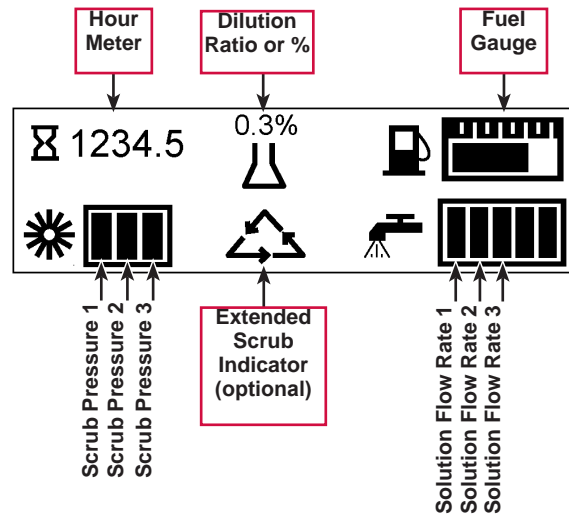 Hour
Meter
Dilution
Ratio or %
Fuel
Gauge
1234.5
0.3%
Extended
Scrub
Indicator
(optional)
Scrub Pressure 1
Scrub Pressure 2
Scrub Pressure 3
Solution Flow Rate 1
Solution Flow Rate 2
Solution Flow Rate 3